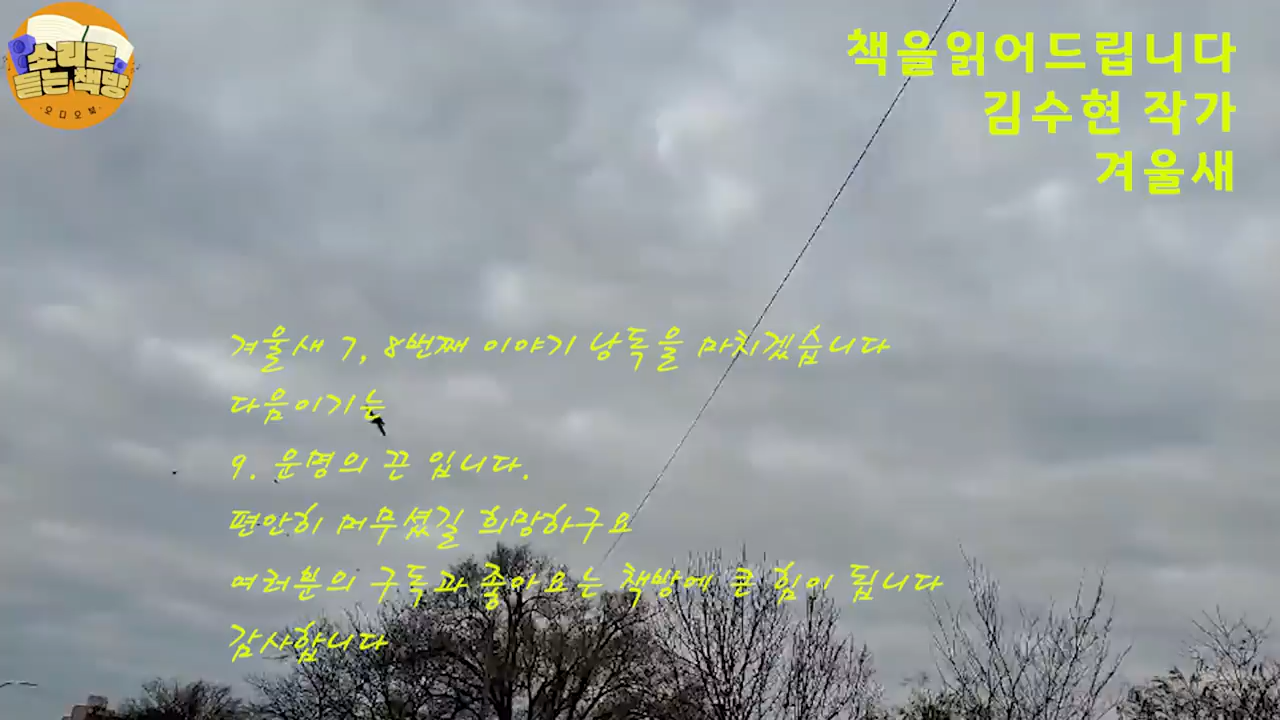 소리로
듣는책방
·오디오북·
책을읽어드립니다
김수현 작가
겨울새
겨울새 7, 8번째 이야기 낭독을 마치겠습니다
다음이기는
9. 운명의 끈 입니다.
편안히 머무셨길 희망하구요
여러분의 구독과 좋아요는 책방에 큰 힘이 됩니다
감사합니다